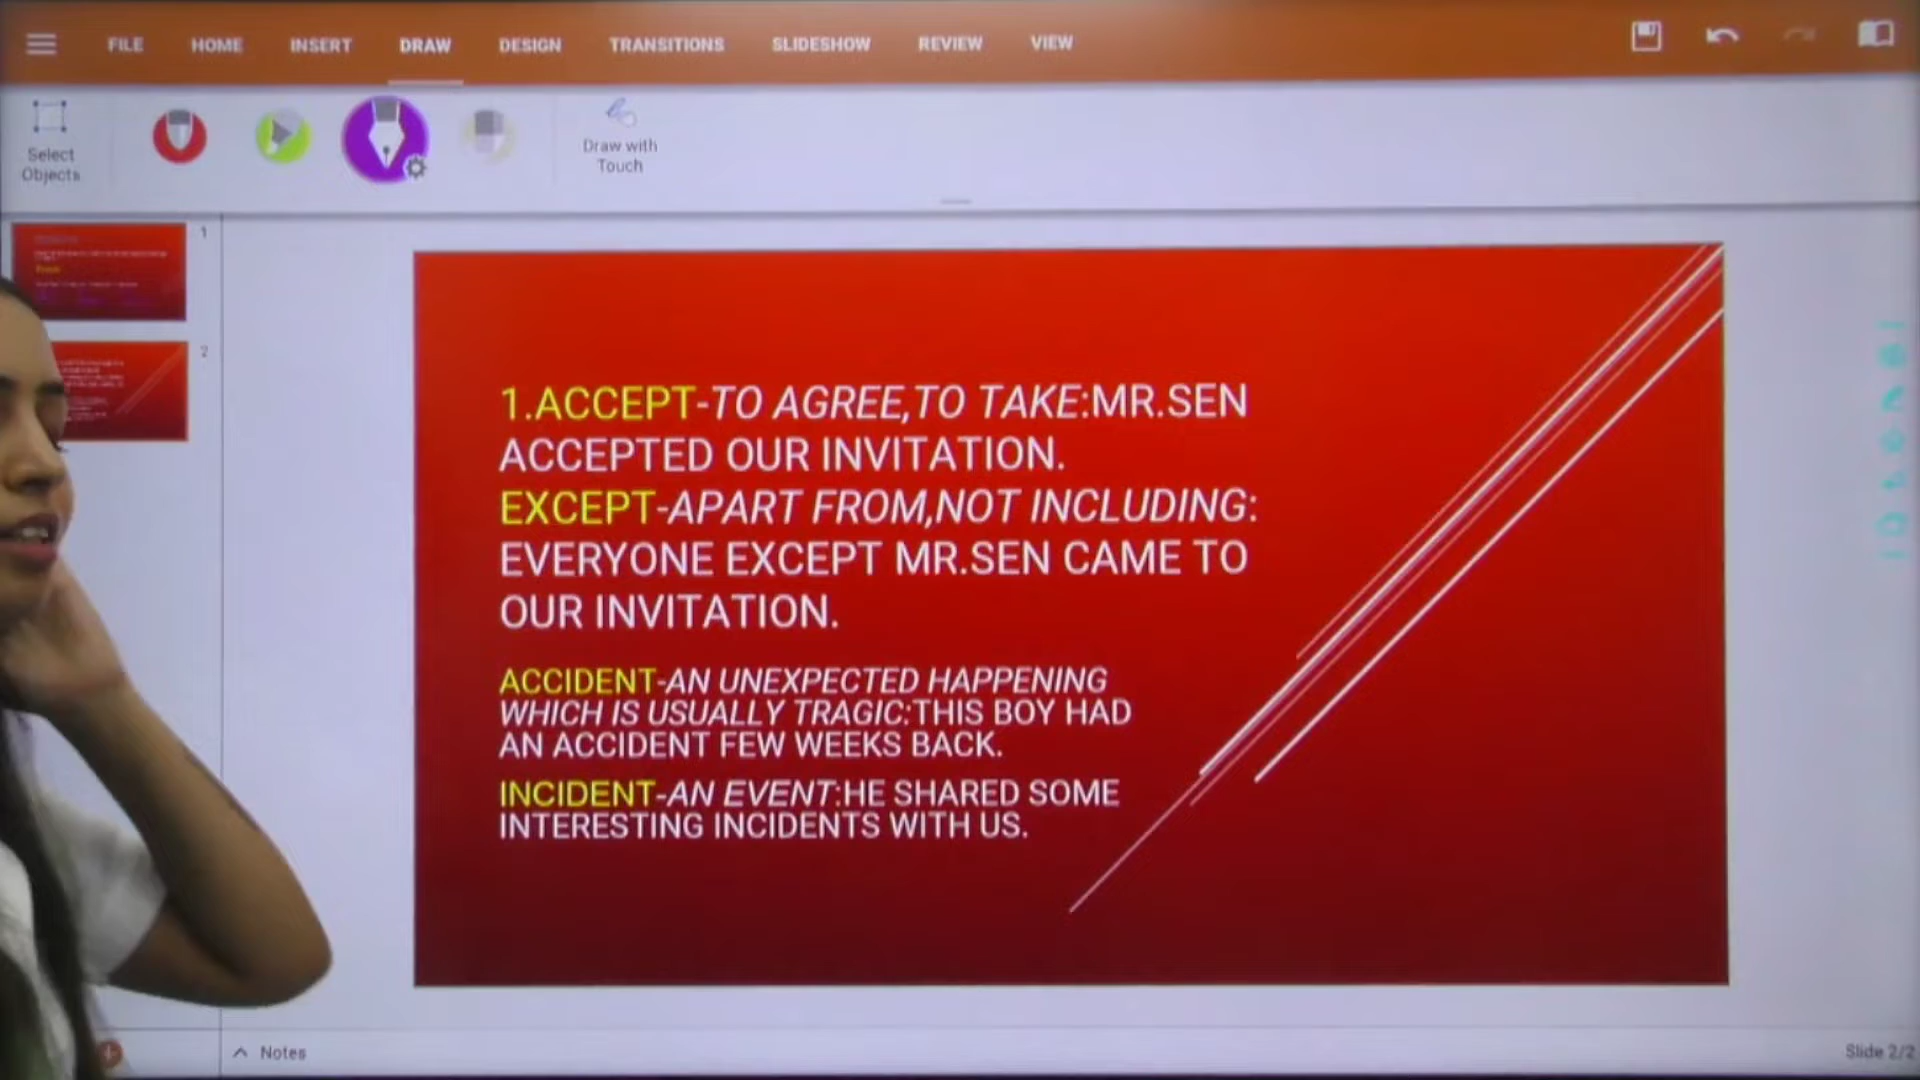 FILE HOME INSERT DRAW DESIGN TRANSITIONS SLIDESHOW REVIEW VIEW
Select
Objects
Draw with
Touch
1
2
1.ACCEPT-TO AGREE,TO TAKE:MR.SEN
ACCEPTED OUR INVITATION.
EXCEPT-APART FROM,NOT INCLUDING:
EVERYONE EXCEPT MR.SEN CAME TO
OUR INVITATION.
ACCIDENT-AN UNEXPECTED HAPPENING
WHICH IS USUALLY TRAGIC:THIS BOY HAD
AN ACCIDENT FEW WEEKS BACK.
INCIDENT-AN EVENT:HE SHARED SOME
INTERESTING INCIDENTS WITH US.
Notes
Slide 2/2